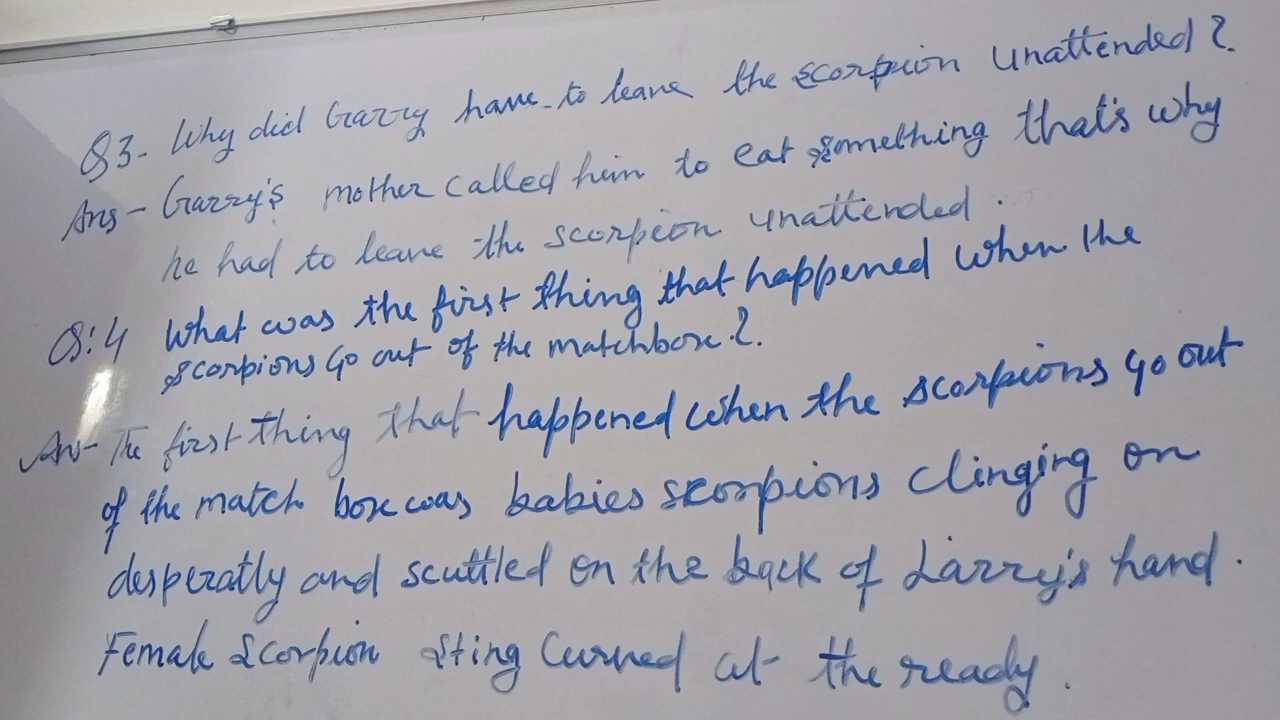 Q3- Why did Garry have to leave the scorpion unattended?
Ans- Garry's mother called him to eat something that's why
he had to leave the scorpion unattended.
Q:4 What was the first thing that happened when the
scorpions go out of the matchbox?
Ans- The first thing that happened when the scorpions go out
of the match box was babies scorpions clinging on
desperatly and scuttled on the back of Larry's hand.
Female Scorpion sting curved at the ready.